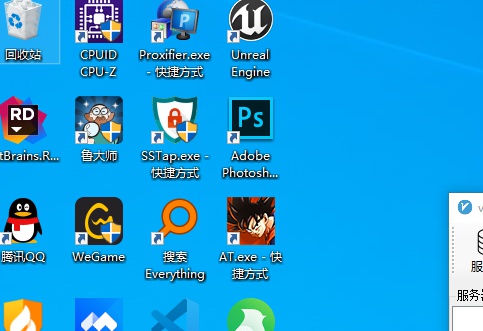 回收站
CPUID
CPU-Z
Proxifier.exe
- 快捷方式
Unreal
Engine
RD
tBrains.R...
鲁大师
SSTap.exe -
快捷方式
Ps
Adobe
Photosh...
腾讯QQ
WeGame
搜索
Everything
AT.exe - 快
捷方式
服务器